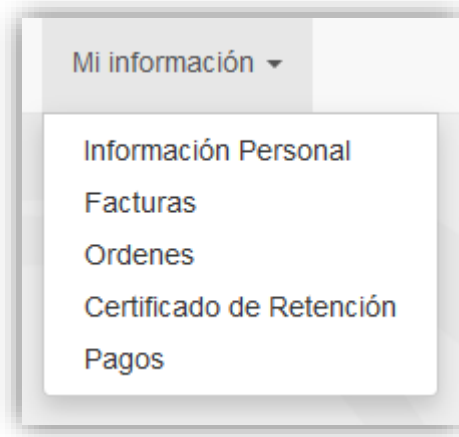 Mi información
Información Personal
Facturas
Ordenes
Certificado de Retención
Pagos